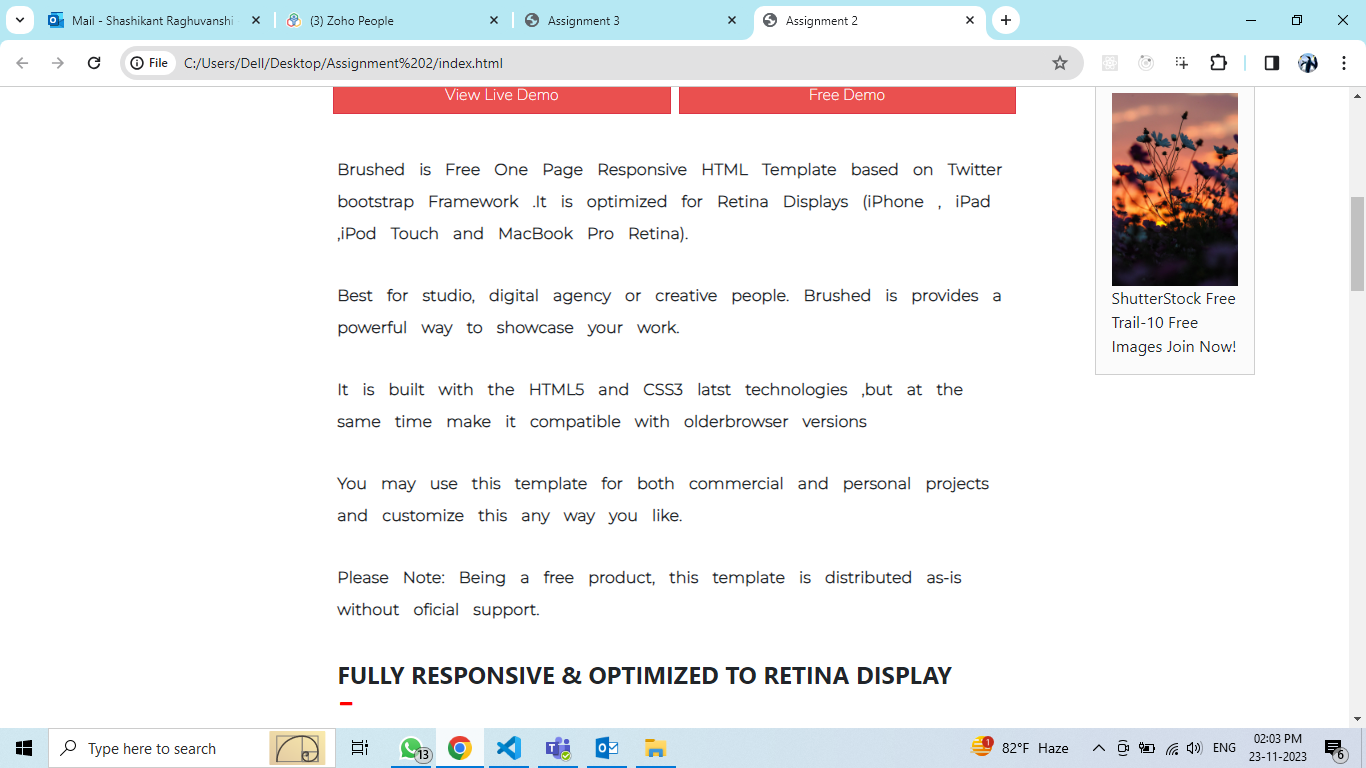 Mail - Shashikant Raghuvanshi
(3) Zoho People
Assignment 3
Assignment 2
File
C:/Users/Dell/Desktop/Assignment%202/index.html
View Live Demo
Free Demo
Brushed is Free One Page Responsive HTML Template based on Twitter
bootstrap Framework .It is optimized for Retina Displays (iPhone , iPad
,iPod Touch and MacBook Pro Retina).
Best for studio, digital agency or creative people. Brushed is provides a
powerful way to showcase your work.
It is built with the HTML5 and CSS3 latst technologies ,but at the
same time make it compatible with olderbrowser versions
You may use this template for both commercial and personal projects
and customize this any way you like.
Please Note: Being a free product, this template is distributed as-is
without oficial support.
FULLY RESPONSIVE & OPTIMIZED TO RETINA DISPLAY
ShutterStock Free
Trail-10 Free
Images Join Now!
Type here to search
13
1
82°F Haze
ENG
02:03 PM
23-11-2023
6